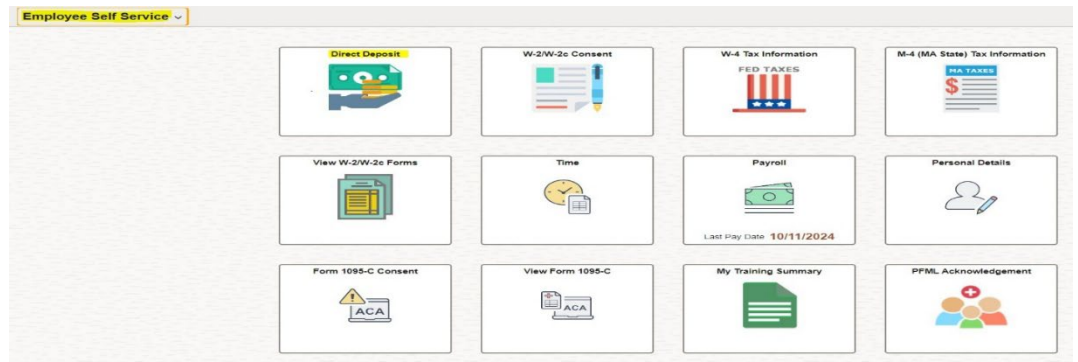 Employee Self Service
Direct Deposit
W-2/W-2c Consent
W-4 Tax Information
FED TAXES
M-4 (MA State) Tax Information
MA TAXES
$
View W-2/W-2c Forms
Time
Payroll
Last Pay Date 10/11/2024
Personal Details
Form 1095-C Consent
ACA
View Form 1095-C
ACA
My Training Summary
PFML Acknowledgement